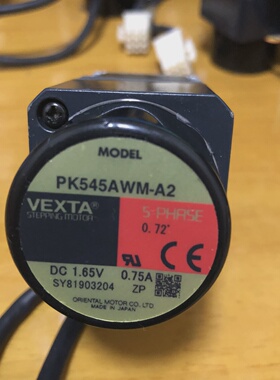 MODEL
PK545AWM-A2
VEXTA®
STEPPING MOTOR
5-PHASE
0.72°
DC 1.65V 0.75A
SY81903204 ZP
ORIENTAL MOTOR CO., LTD
MADE IN JAPAN